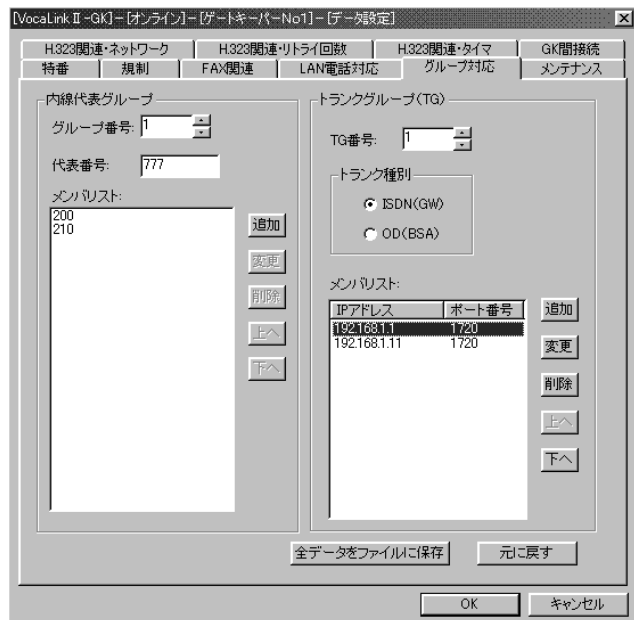 [VocaLinkⅡ-GK]-[オンライン]-[ゲートキーパーNo1]-[データ設定]
H.323関連・ネットワーク H.323関連・リトライ回数 H.323関連・タイマ GK間接続
特番 規制 FAX関連 LAN電話対応 グループ対応 メンテナンス
内線代表グループ
グループ番号: 1
代表番号: 777
メンバリスト:
200
210
追加
変更
削除
上へ
下へ
トランクグループ(TG)
TG番号: 1
トランク種別
ISDN(GW)
OD(BSA)
メンバリスト:
IPアドレス ポート番号
192.168.1.1 1720
192.168.1.11 1720
追加
変更
削除
上へ
下へ
全データをファイルに保存 元に戻す
OK キャンセル